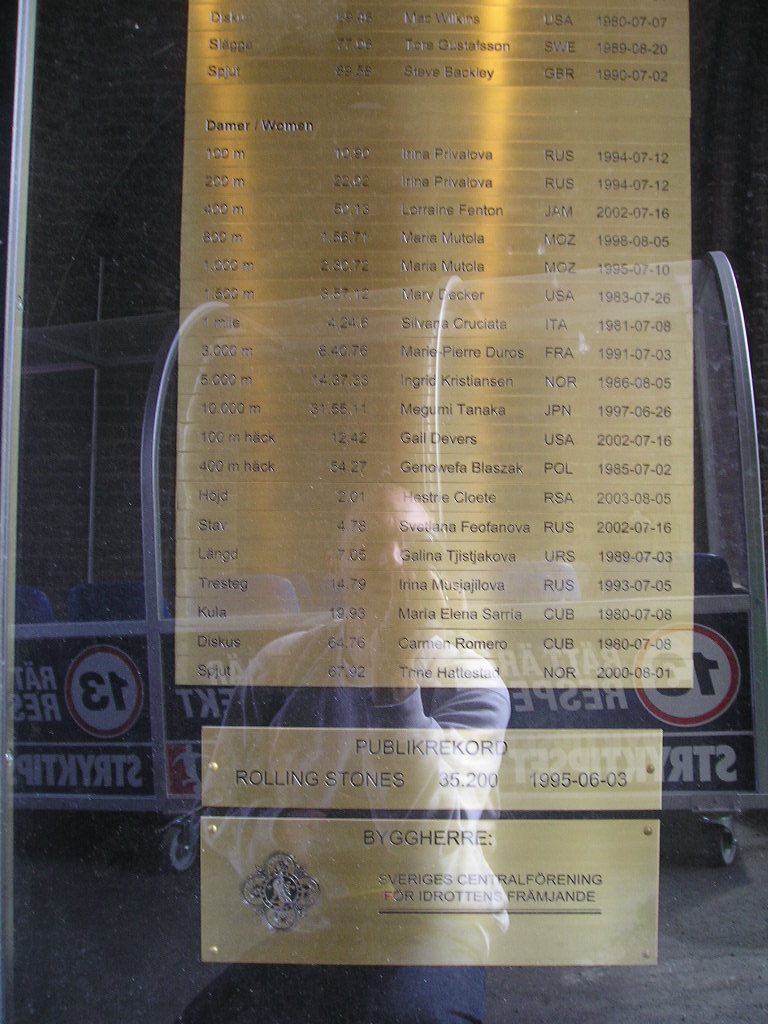 Diskus Mac Wilkins USA 1980-07-07
Slägga 77.06 Tore Gustafsson SWE 1989-08-20
Spjut 89.58 Steve Backley GBR 1990-07-02
Damer / Women
100 m Irina Privalova RUS 1994-07-12
200 m 22.02 Irina Privalova RUS 1994-07-12
400 m 50.13 Lorraine Fenton JAM 2002-07-16
800 m 1.56.71 Maria Mutola MOZ 1998-08-05
1.000 m 2.30.72 Maria Mutola MOZ 1995-07-10
1.500 m 3.57.12 Mary Decker USA 1983-07-26
1 mile 4.24.6 Silvana Cruciata ITA 1981-07-08
3.000 m 8.40.76 Marie-Pierre Duros FRA 1991-07-03
5.000 m 14.37.33 Ingrid Kristiansen NOR 1986-08-05
10.000 m 31.55.11 Megumi Tanaka JPN 1997-06-26
100 m häck 12.42 Gail Devers USA 2002-07-16
400 m häck 54.27 Genowefa Blaszak POL 1985-07-02
Höjd 2.01 Hestrie Cloete RSA 2003-08-05
Stav 4.78 Svetlana Feofanova RUS 2002-07-16
Längd 7.05 Galina Tjistjakova URS 1989-07-03
Tresteg 14.79 Irina Musjajilova RUS 1993-07-05
Kula 19.93 Maria Elena Sarria CUB 1980-07-08
Diskus 64.76 Carmen Romero CUB 1980-07-08
Spjut 67.92 Trine Hattestad NOR 2000-08-01
PUBLIKREKORD
ROLLING STONES 35.200 1995-06-03
BYGGHERRE:
SVERIGES CENTRALFÖRENING
FÖR IDROTTENS FRÄMJANDE
13
13
RESPEKT
STRYKTIPSET